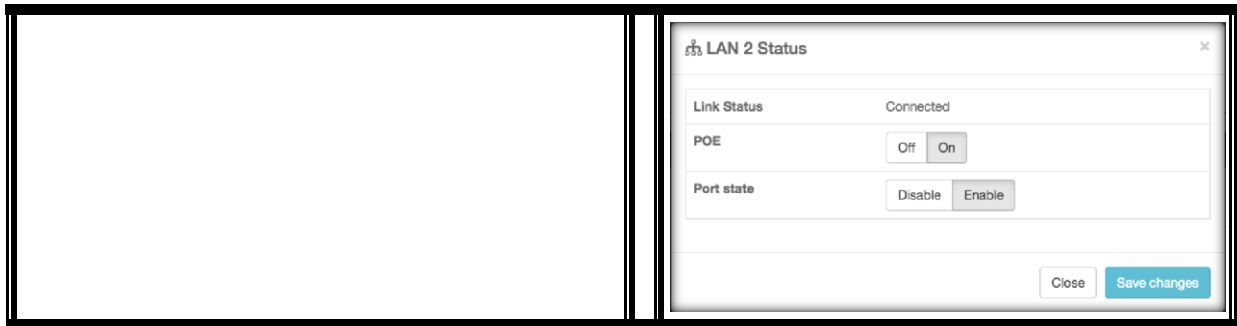 LAN 2 Status ×
Link Status Connected
POE Off On
Port state Disable Enable
Close Save changes